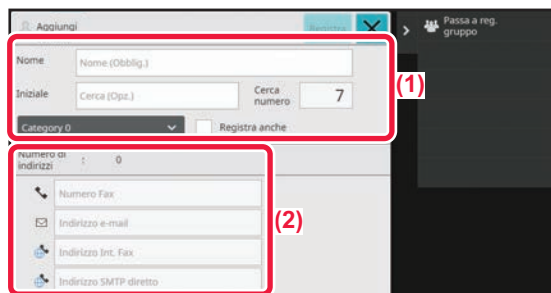 Aggiungi
Registra
Passa a reg.
gruppo
Nome
Nome (Obblig.)
(1)
Iniziale
Cerca (Opz.)
Cerca
numero
7
Category 0
Registra anche
Numero di
indirizzi
:
0
Numero Fax
(2)
Indirizzo e-mail
Indirizzo Int. Fax
Indirizzo SMTP diretto